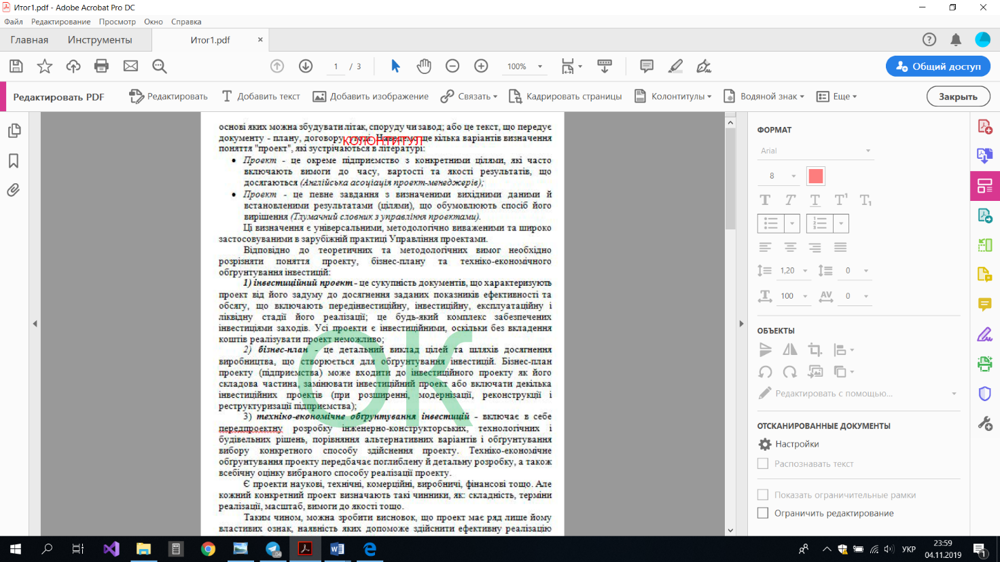 Итог1.pdf - Adobe Acrobat Pro DC
Файл Редактирование Просмотр Окно Справка
Главная Инструменты Итог1.pdf ×
1 / 3 100% Общий доступ
Редактировать PDF Редактировать Добавить текст Добавить изображение Связать Кадрировать страницы Колонтитулы Водяной знак Еще Закрыть
основі яких можна збудувати літак, споруду чи завод; або це текст, що передує
документу - плану, договору, угоді. Наведемо ще кілька варіантів визначення
КОЛОНТИТУЛ
поняття "проект", які зустрічаються в літературі:
• Проект - це окреме підприємство з конкретними цілями, які часто
включають вимоги до часу, вартості та якості результатів, що
досягаються (Англійська асоціація проект-менеджерів);
• Проект - це певне завдання з визначеними вихідними даними й
встановленими результатами (цілями), що обумовлюють спосіб його
вирішення (Тлумачний словник з управління проектами).
Ці визначення є універсальними, методологічно виваженими та широко
застосовуваними в зарубіжній практиці Управління проектами.
Відповідно до теоретичних та методологічних вимог необхідно
розрізняти поняття проекту, бізнес-плану та техніко-економічного
обґрунтування інвестицій:
1) інвестиційний проект - це сукупність документів, що характеризують
проект від його задуму до досягнення заданих показників ефективності та
обсягу, що включають передінвестиційну, інвестиційну, експлуатаційну і
ліквідну стадії його реалізації; це будь-який комплекс забезпечених
інвестиціями заходів. Усі проекти є інвестиційними, оскільки без вкладення
коштів реалізувати проект неможливо;
2) бізнес-план - це детальний виклад цілей та шляхів досягнення
виробництва, що створюється для обґрунтування інвестицій. Бізнес-план
проекту (підприємства) може входити до інвестиційного проекту як його
складова частина, замінювати інвестиційний проект або включати декілька
інвестиційних проектів (при розширенні, модернізації, реконструкції і
реструктуризації підприємства);
ОК
3) техніко-економічне обґрунтування інвестицій - включає в себе
передпроектну розробку інженерно-конструкторських, технологічних і
будівельних рішень, порівняння альтернативних варіантів і обґрунтування
вибору конкретного способу здійснення проекту. Техніко-економічне
обґрунтування проекту передбачає поглиблену й детальну розробку, а також
всебічну оцінку вибраного способу реалізації проекту.
Є проекти наукові, технічні, комерційні, виробничі, фінансові тощо. Але
кожний конкретний проект визначають такі чинники, як: складність, терміни
реалізації, масштаб, вимоги до якості тощо.
Таким чином, можна зробити висновок, що проект має ряд лише йому
властивих ознак, наявність яких допоможе здійснити ефективну реалізацію
ФОРМАТ
Arial
8
T T T T¹ T₁
1,20 0
100 AV 0
ОБЪЕКТЫ
Редактировать с помощью...
ОТСКАНИРОВАННЫЕ ДОКУМЕНТЫ
Настройки
Распознавать текст
Показать ограничительные рамки
Ограничить редактирование
04 УКР 23:59
04.11.2019 1